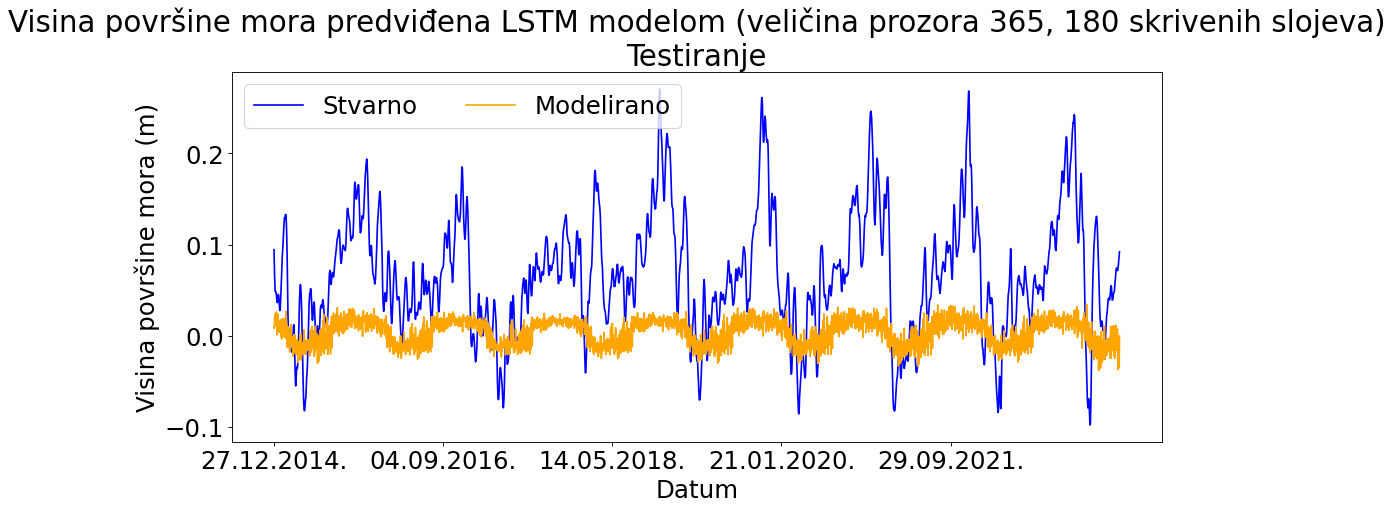 Visina površine mora predviđena LSTM modelom (veličina prozora 365, 180 skrivenih slojeva)
Testiranje
Stvarno Modelirano
Visina površine mora (m)
0.2
0.1
0.0
−0.1
27.12.2014. 04.09.2016. 14.05.2018. 21.01.2020. 29.09.2021.
Datum